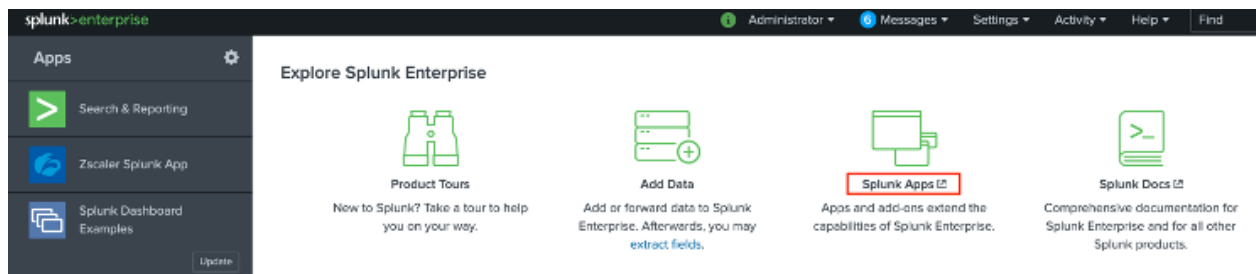 splunk>enterprise
i Administrator 6 Messages Settings Activity Help Find
Apps
Search & Reporting
Zscaler Splunk App
Splunk Dashboard
Examples
Update
Explore Splunk Enterprise
Product Tours
New to Splunk? Take a tour to help
you on your way.
Add Data
Add or forward data to Splunk
Enterprise. Afterwards, you may
extract fields.
Splunk Apps
Apps and add-ons extend the
capabilities of Splunk Enterprise.
Splunk Docs
Comprehensive documentation for
Splunk Enterprise and for all other
Splunk products.